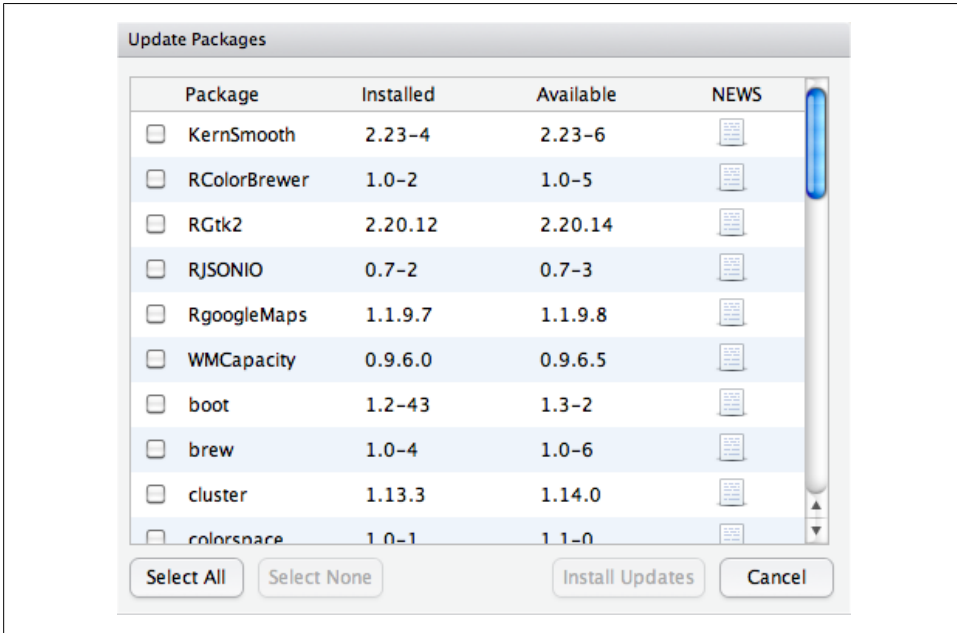 Update Packages
Package Installed Available NEWS
KernSmooth 2.23-4 2.23-6
RColorBrewer 1.0-2 1.0-5
RGtk2 2.20.12 2.20.14
RJSONIO 0.7-2 0.7-3
RgoogleMaps 1.1.9.7 1.1.9.8
WMCapacity 0.9.6.0 0.9.6.5
boot 1.2-43 1.3-2
brew 1.0-4 1.0-6
cluster 1.13.3 1.14.0
colorspace 1.0-1 1.1-0
Select All Select None Install Updates Cancel